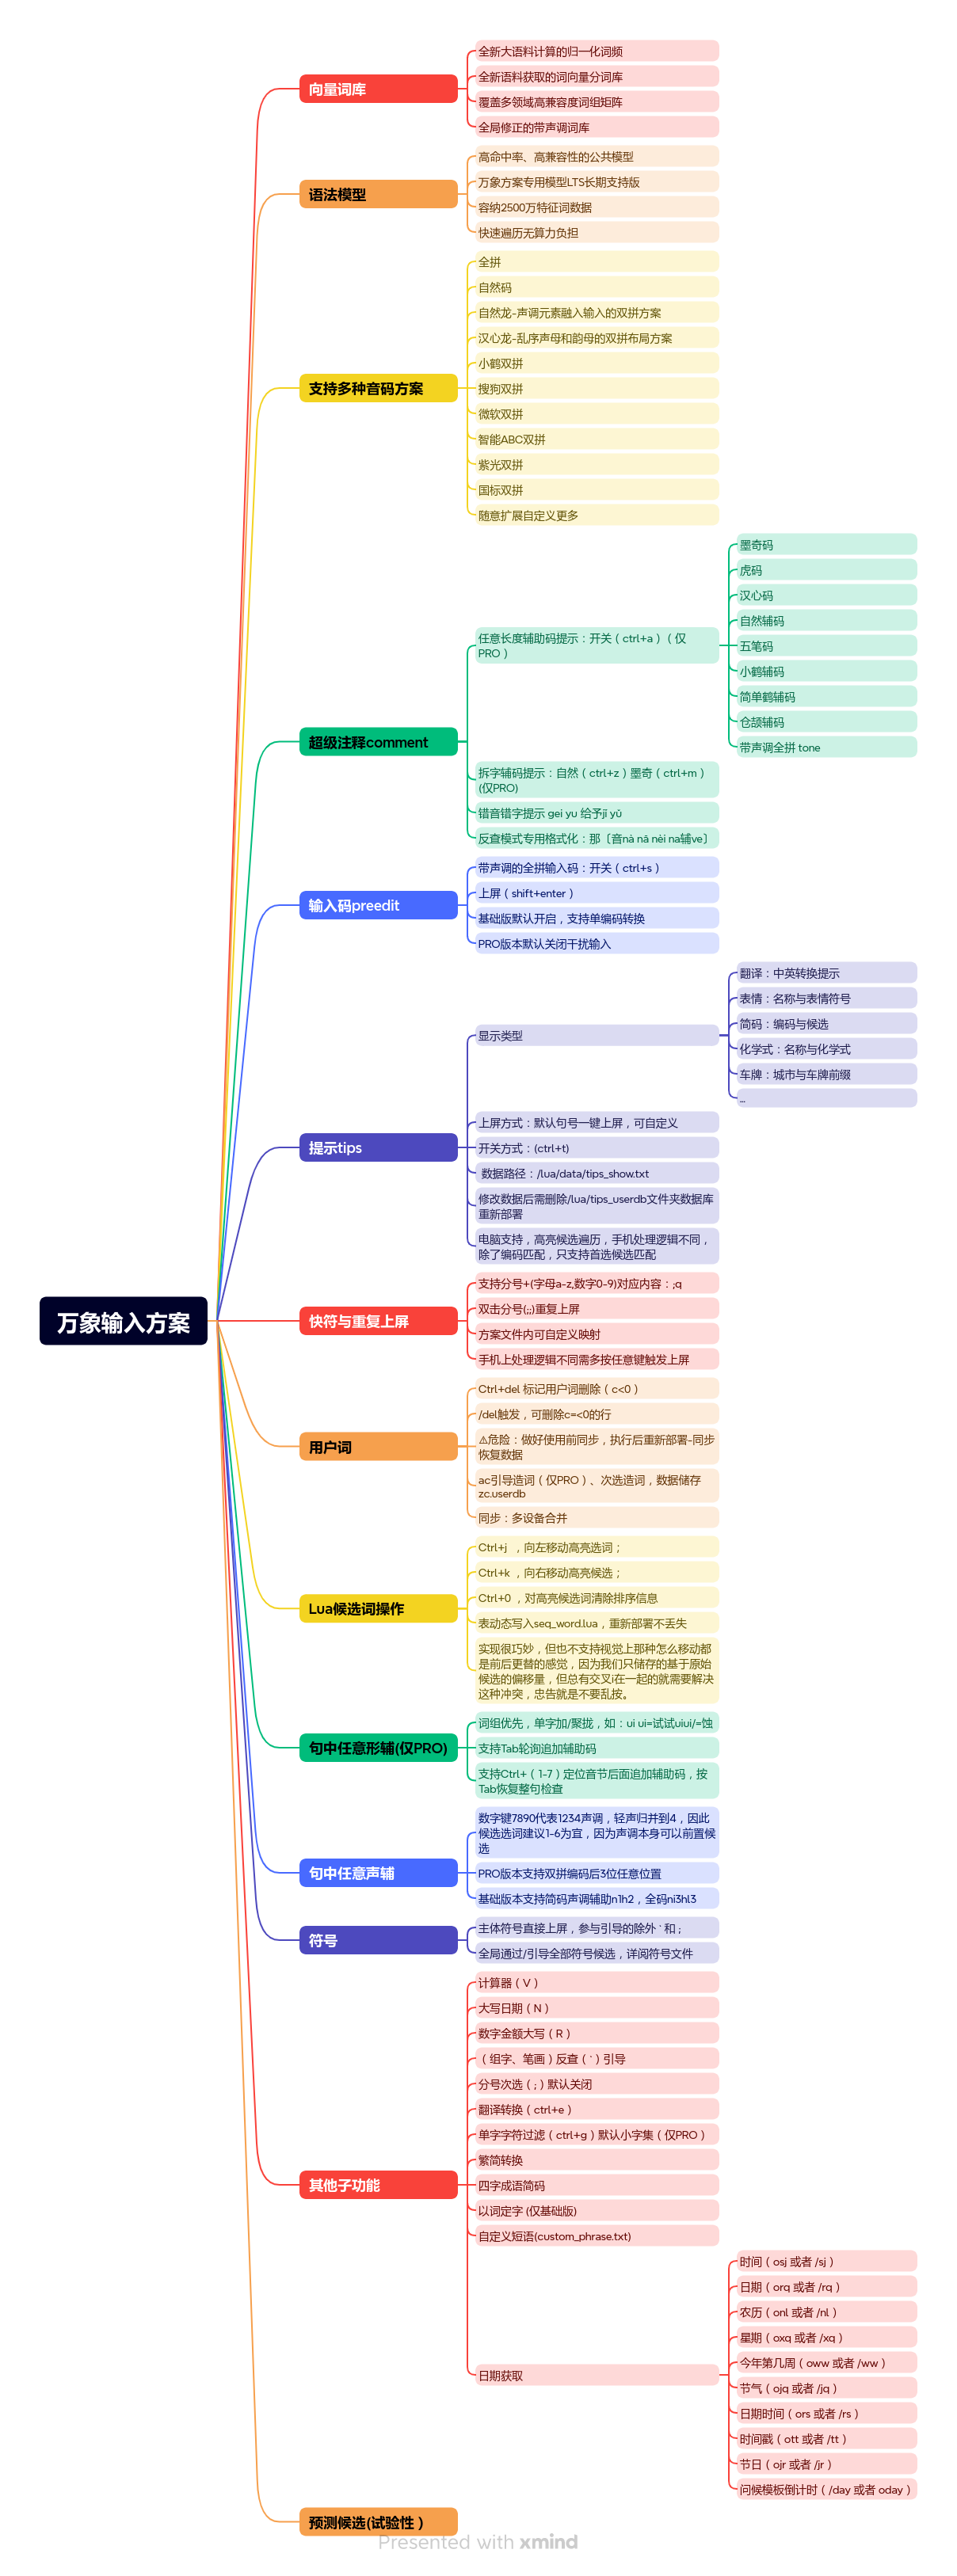 万象输入方案
向量词库
全新大语料计算的归一化词频
全新语料获取的词向量分词库
覆盖多领域高兼容度词组矩阵
全局修正的带声调词库
语法模型
高命中率、高兼容性的公共模型
万象方案专用模型LTS长期支持版
容纳2500万特征词数据
快速遍历无算力负担
支持多种音码方案
全拼
自然码
自然龙-声调元素融入输入的双拼方案
汉心龙-乱序声母和韵母的双拼布局方案
小鹤双拼
搜狗双拼
微软双拼
智能ABC双拼
紫光双拼
国标双拼
随意扩展自定义更多
超级注释comment
任意长度辅助码提示：开关（ctrl+a）（仅
PRO）
墨奇码
虎码
汉心码
自然辅码
五笔码
小鹤辅码
简单鹤辅码
仓颉辅码
带声调全拼 tone
拆字辅码提示：自然（ctrl+z）墨奇（ctrl+m）
(仅PRO)
错音错字提示 gei yu 给予jǐ yǔ
反查模式专用格式化：那〔音nà nā nèi na辅ve〕
输入码preedit
带声调的全拼输入码：开关（ctrl+s）
上屏（shift+enter）
基础版默认开启，支持单编码转换
PRO版本默认关闭干扰输入
提示tips
显示类型
翻译：中英转换提示
表情：名称与表情符号
简码：编码与候选
化学式：名称与化学式
车牌：城市与车牌前缀
...
上屏方式：默认句号一键上屏，可自定义
开关方式：(ctrl+t)
数据路径：/lua/data/tips_show.txt
修改数据后需删除/lua/tips_userdb文件夹数据库
重新部署
电脑支持，高亮候选遍历，手机处理逻辑不同，
除了编码匹配，只支持首选候选匹配
快符与重复上屏
支持分号+(字母a-z,数字0-9)对应内容：;q
双击分号(;;)重复上屏
方案文件内可自定义映射
手机上处理逻辑不同需多按任意键触发上屏
用户词
Ctrl+del 标记用户词删除（c<0）
/del触发，可删除c=<0的行
⚠危险：做好使用前同步，执行后重新部署-同步
恢复数据
ac引导造词（仅PRO）、次选造词，数据储存
zc.userdb
同步：多设备合并
Lua候选词操作
Ctrl+j ，向左移动高亮选词；
Ctrl+k ，向右移动高亮候选；
Ctrl+0 ，对高亮候选词清除排序信息
表动态写入seq_word.lua，重新部署不丢失
实现很巧妙，但也不支持视觉上那种怎么移动都
是前后更替的感觉，因为我们只储存的基于原始
候选的偏移量，但总有交叉i在一起的就需要解决
这种冲突，忠告就是不要乱按。
句中任意形辅(仅PRO)
词组优先，单字加/聚拢，如：ui ui=试试uiui/=蚀
支持Tab轮询追加辅助码
支持Ctrl+（1-7）定位音节后面追加辅助码，按
Tab恢复整句检查
句中任意声辅
数字键7890代表1234声调，轻声归并到4，因此
候选选词建议1-6为宜，因为声调本身可以前置候
选
PRO版本支持双拼编码后3位任意位置
基础版本支持简码声调辅助n1h2，全码ni3hl3
符号
主体符号直接上屏，参与引导的除外 ` 和 ;
全局通过/引导全部符号候选，详阅符号文件
其他子功能
计算器（V）
大写日期（N）
数字金额大写（R）
（组字、笔画）反查（`）引导
分号次选（;）默认关闭
翻译转换（ctrl+e）
单字字符过滤（ctrl+g）默认小字集（仅PRO）
繁简转换
四字成语简码
以词定字 (仅基础版)
自定义短语(custom_phrase.txt)
日期获取
时间（osj 或者 /sj）
日期（orq 或者 /rq）
农历（onl 或者 /nl）
星期（oxq 或者 /xq）
今年第几周（oww 或者 /ww）
节气（ojq 或者 /jq）
日期时间（ors 或者 /rs）
时间戳（ott 或者 /tt）
节日（ojr 或者 /jr）
问候模板倒计时（/day 或者 oday）
预测候选(试验性）
Presented with xmind